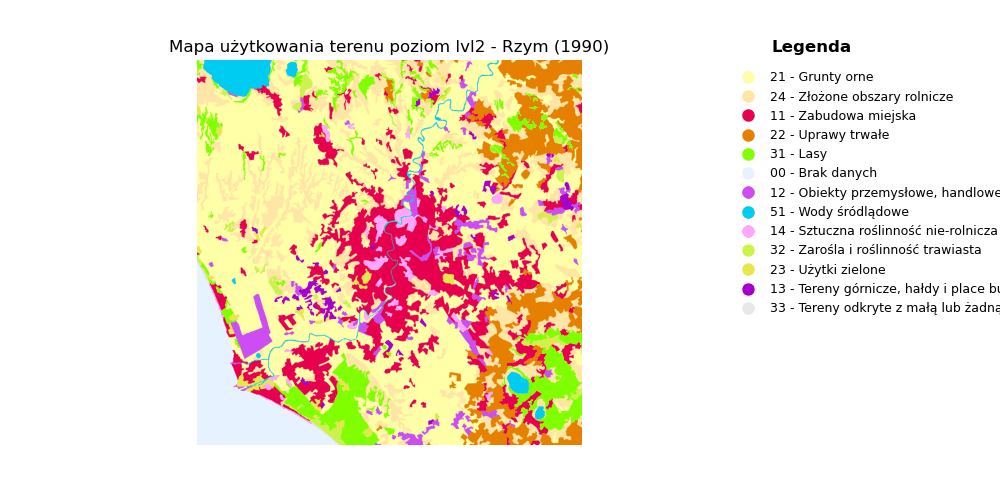 Mapa użytkowania terenu poziom lvl2 - Rzym (1990)
Legenda
21 - Grunty orne
24 - Złożone obszary rolnicze
11 - Zabudowa miejska
22 - Uprawy trwałe
31 - Lasy
00 - Brak danych
12 - Obiekty przemysłowe, handlowe
51 - Wody śródlądowe
14 - Sztuczna roślinność nie-rolnicza
32 - Zarośla i roślinność trawiasta
23 - Użytki zielone
13 - Tereny górnicze, hałdy i place bu
33 - Tereny odkryte z małą lub żadną